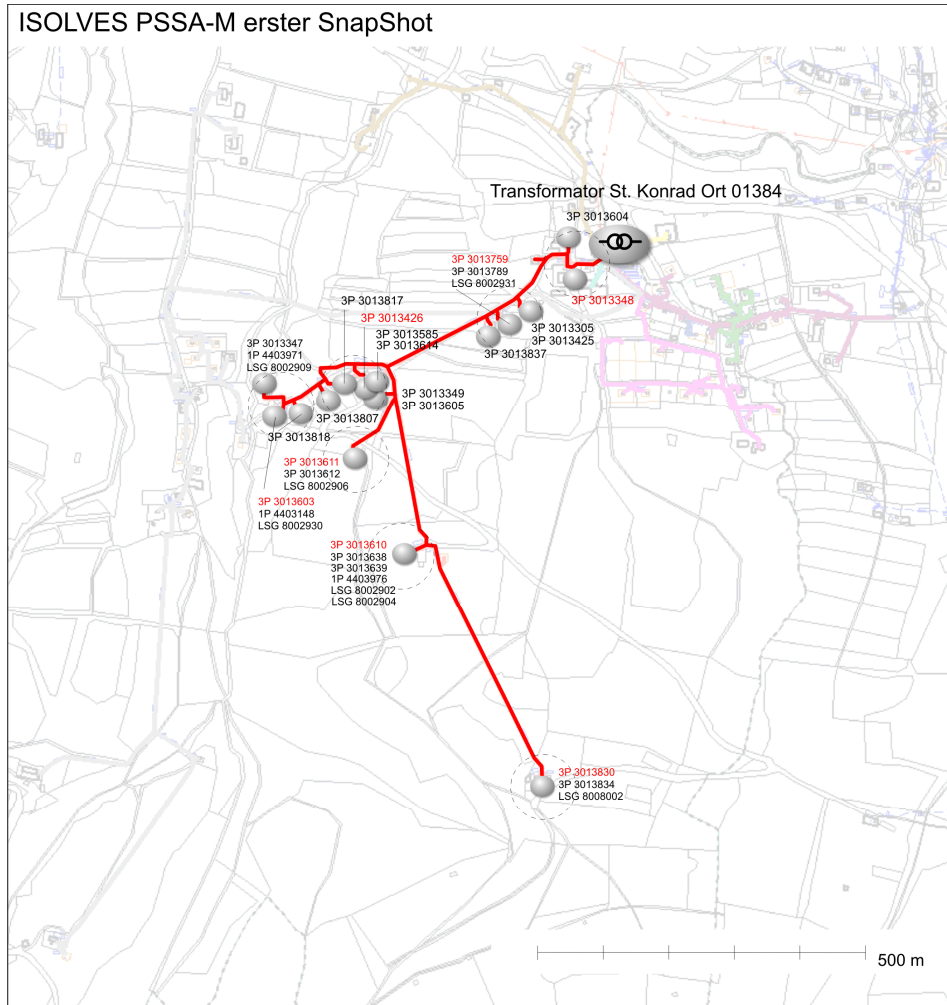 ISOLVES PSSA-M erster SnapShot
Transformator St. Konrad Ort 01384
3P 3013604
3P 3013759
3P 3013789
LSG 8002931
3P 3013348
3P 3013817
3P 3013426
3P 3013585
3P 3013614
3P 3013305
3P 3013425
3P 3013837
3P 3013347
1P 4403971
LSG 8002909
3P 3013349
3P 3013605
3P 3013807
3P 3013818
3P 3013611
3P 3013612
LSG 8002906
3P 3013603
1P 4403148
LSG 8002930
3P 3013610
3P 3013638
3P 3013639
1P 4403976
LSG 8002902
LSG 8002904
3P 3013830
3P 3013834
LSG 8008002
500 m